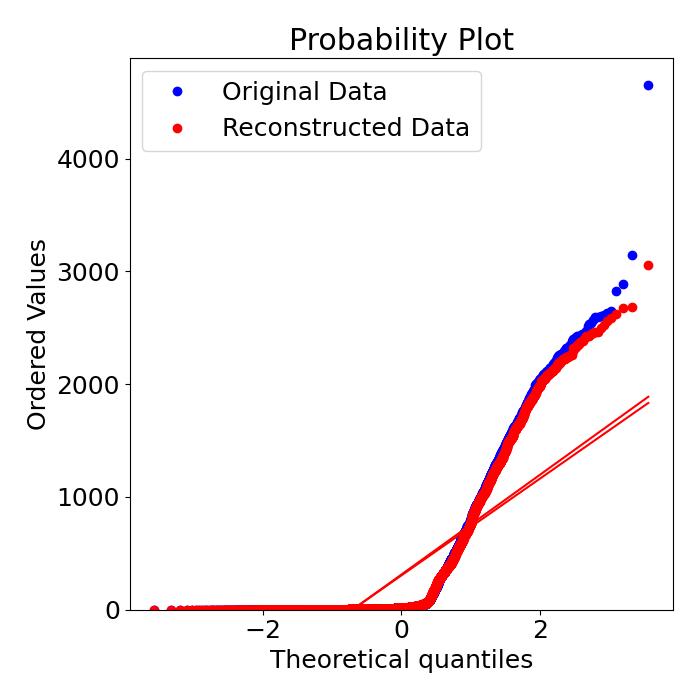 Probability Plot
Original Data
Reconstructed Data
4000
3000
2000
1000
0
Ordered Values
−2
0
2
Theoretical quantiles